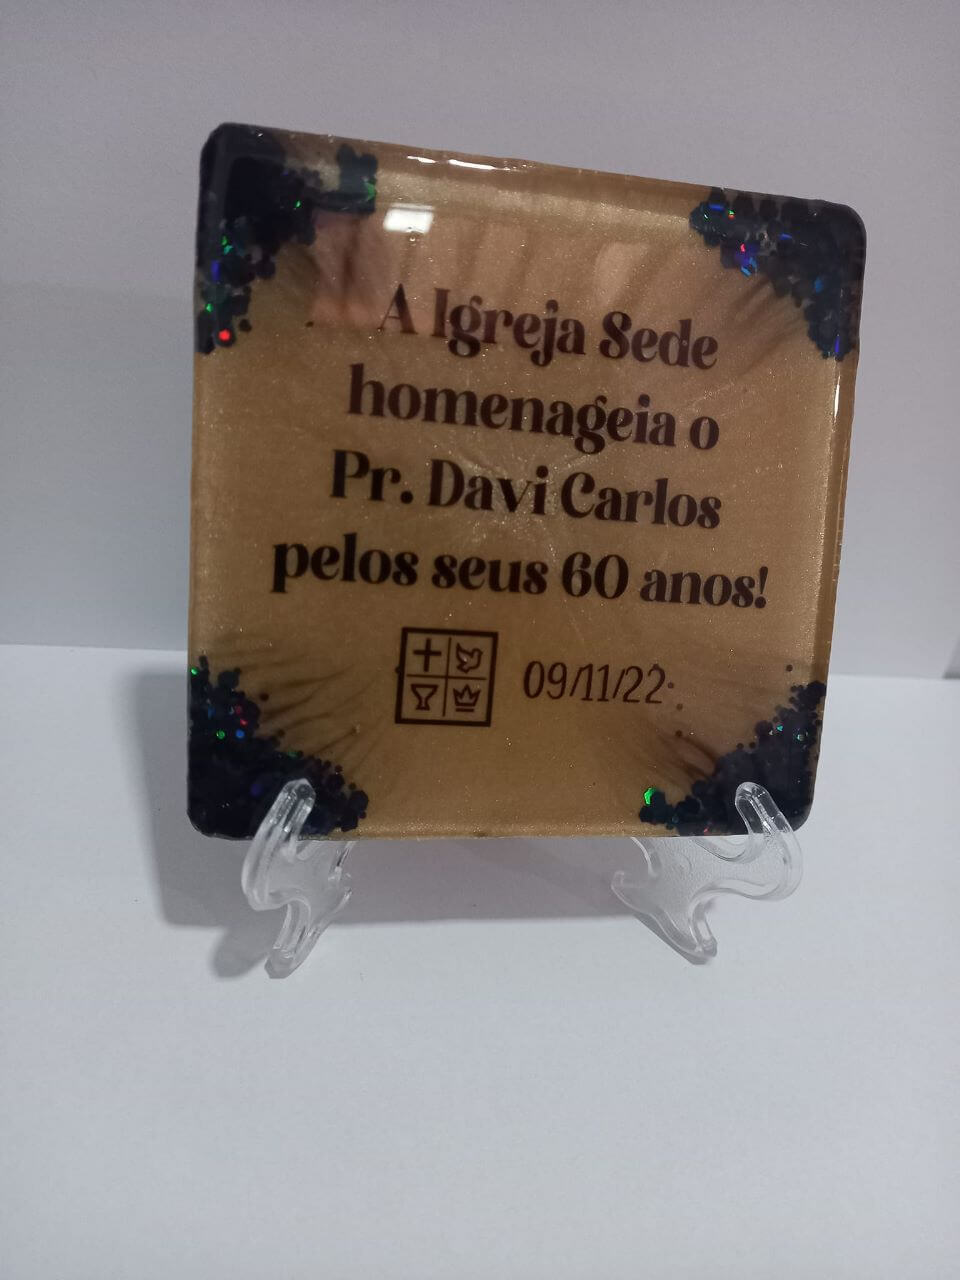 A Igreja Sede
homenageia o
Pr. Davi Carlos
pelos seus 60 anos!
09/11/22